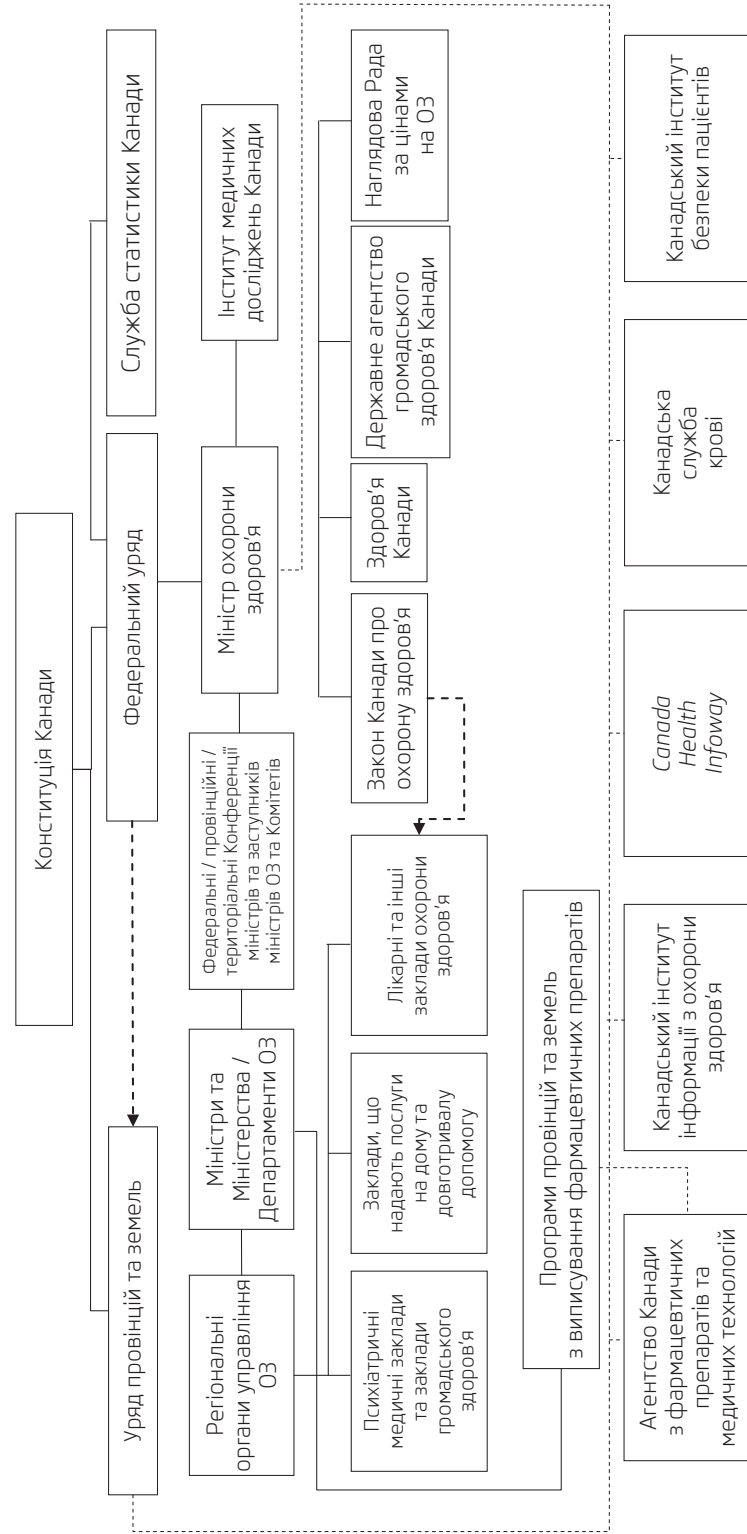 Конституція Канади
Уряд провінцій та земель
Федеральний уряд
Служба статистики Канади
Регіональні
органи управління
ОЗ
Міністри та
Міністерства /
Департаменти ОЗ
Федеральні / провінційні /
територіальні Конференції
міністрів та заступників
міністрів ОЗ та Комітетів
Міністр охорони
здоров’я
Інститут медичних
досліджень Канади
Психіатричні
медичні заклади
та заклади
громадського
здоров’я
Заклади, що
надають послуги
на дому та
довготривалу
допомогу
Лікарні та інші
заклади охорони
здоров’я
Закон Канади про
охорону здоров’я
Здоров’я
Канади
Державне агентство
громадського
здоров’я Канади
Наглядова Рада
за цінами
на ОЗ
Програми провінцій та земель
з виписування фармацевтичних препаратів
Агентство Канади
з фармацевтичних
препаратів та
медичних технологій
Канадський інститут
інформації з охорони
здоров’я
Canada
Health
Infoway
Канадська
служба
крові
Канадський інститут
безпеки пацієнтів